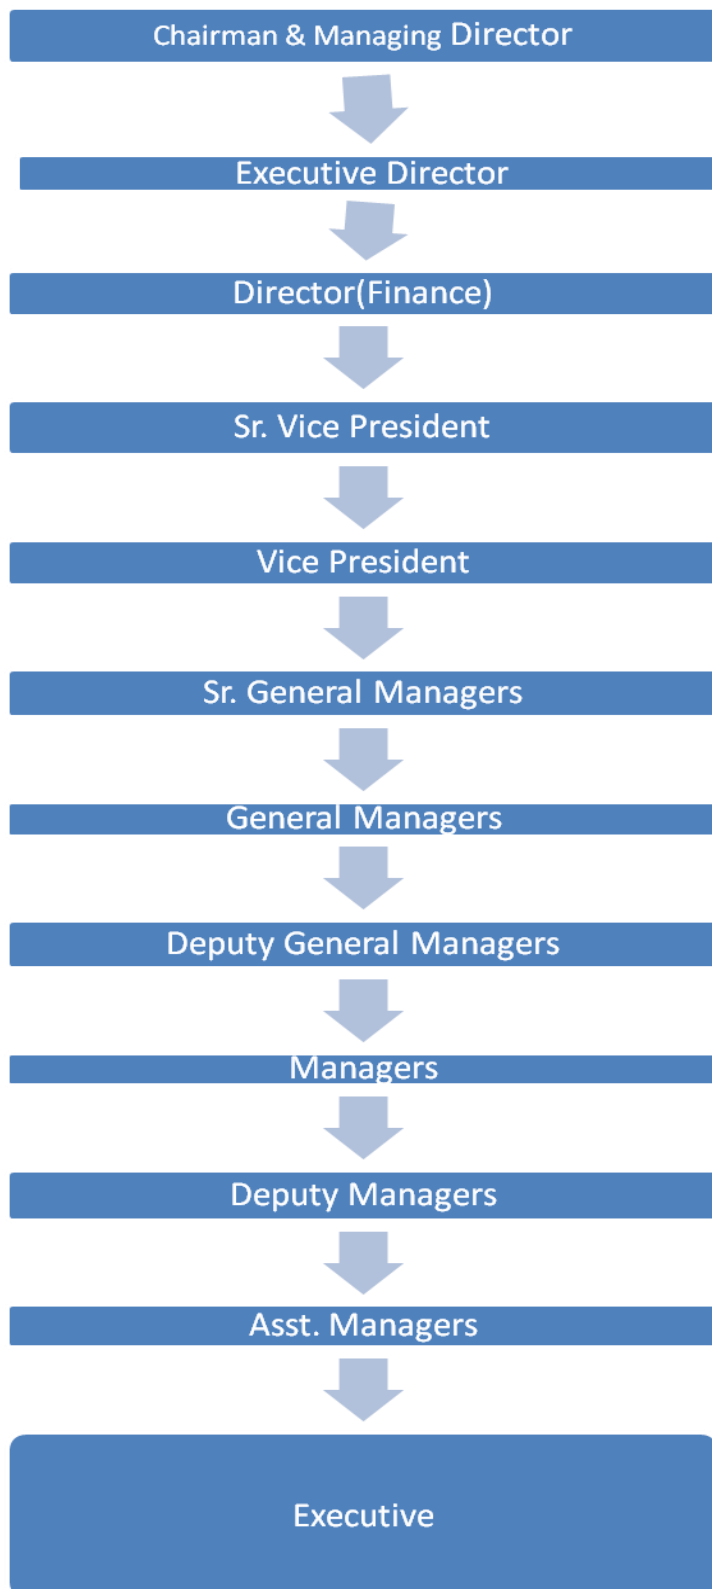 Chairman & Managing Director
Executive Director
Director(Finance)
Sr. Vice President
Vice President
Sr. General Managers
General Managers
Deputy General Managers
Managers
Deputy Managers
Asst. Managers
Executive